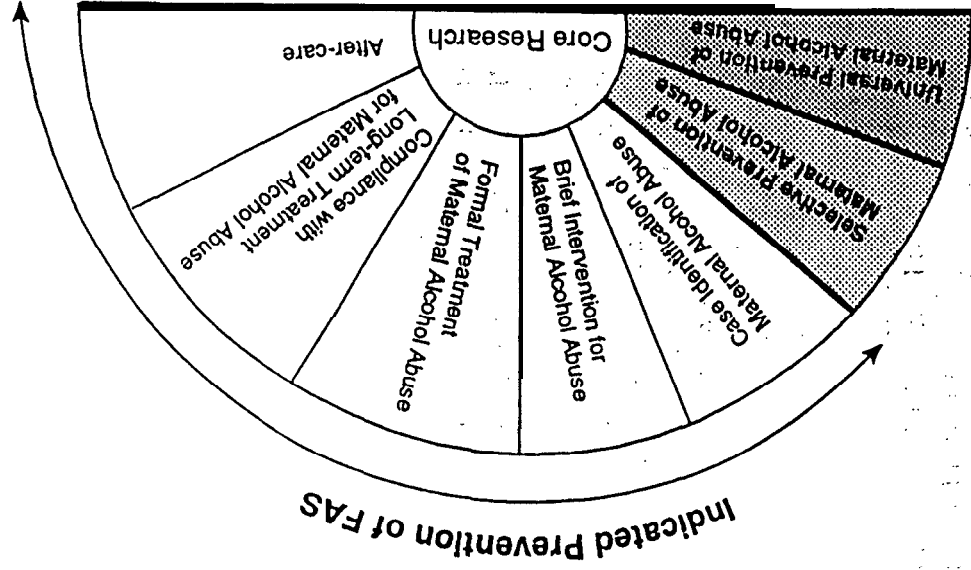 Indicated Prevention of FAS
Universal Prevention of
Maternal Alcohol Abuse
Selective Prevention of
Maternal Alcohol Abuse
Case Identification of
Maternal Alcohol Abuse
Brief Intervention for
Maternal Alcohol Abuse
Formal Treatment
of Maternal Alcohol Abuse
Compliance with
Long-term Treatment
for Maternal Alcohol Abuse
After-care
Core Research